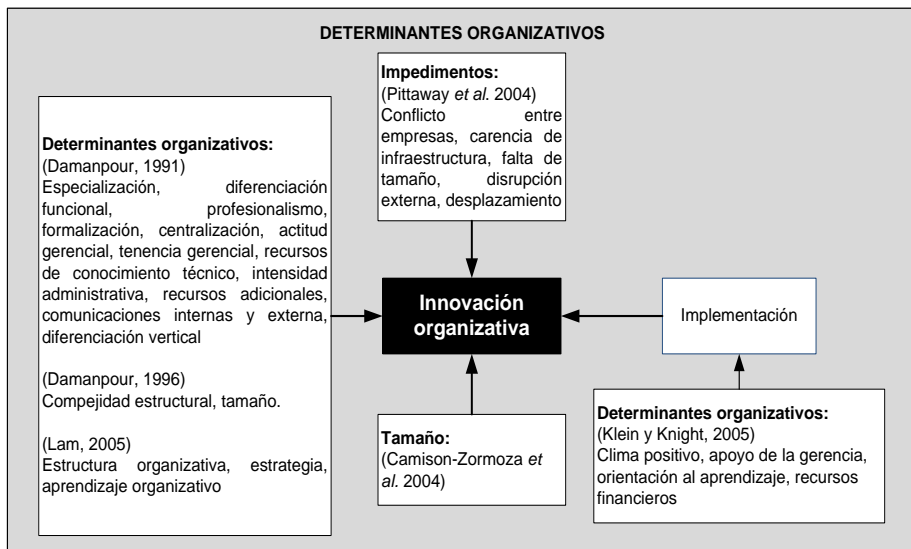 DETERMINANTES ORGANIZATIVOS
Impedimentos:
(Pittaway et al. 2004)
Conflicto entre
empresas, carencia de
infraestructura, falta de
tamaño, disrupción
externa, desplazamiento
Determinantes organizativos:
(Damanpour, 1991)
Especialización, diferenciación
funcional, profesionalismo,
formalización, centralización, actitud
gerencial, tenencia gerencial, recursos
de conocimiento técnico, intensidad
administrativa, recursos adicionales,
comunicaciones internas y externa,
diferenciación vertical
(Damanpour, 1996)
Compejidad estructural, tamaño.
(Lam, 2005)
Estructura organizativa, estrategia,
aprendizaje organizativo
Innovación
organizativa
Implementación
Tamaño:
(Camison-Zormoza et
al. 2004)
Determinantes organizativos:
(Klein y Knight, 2005)
Clima positivo, apoyo de la gerencia,
orientación al aprendizaje, recursos
financieros